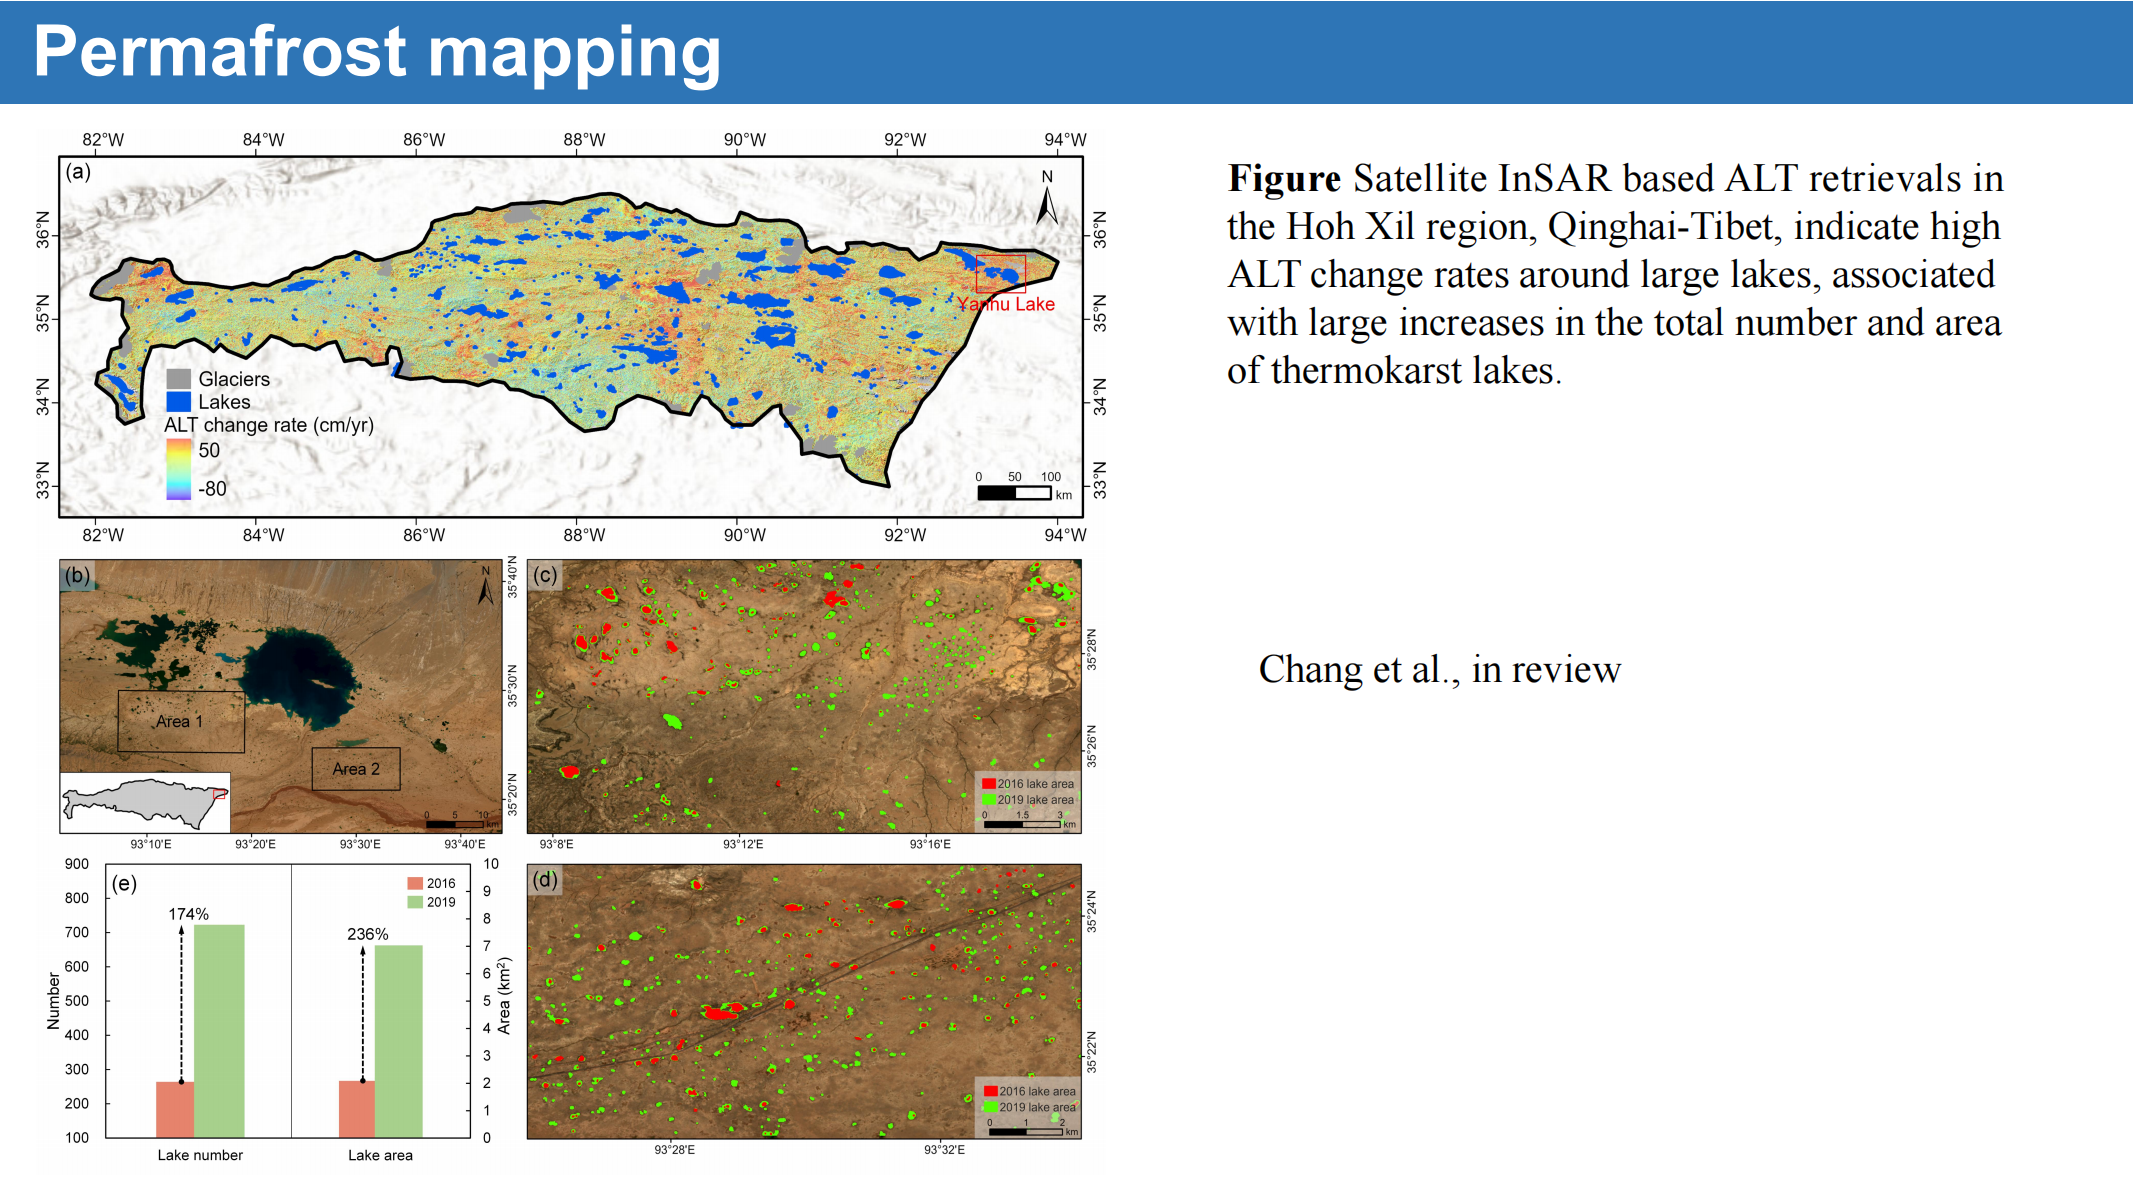 Permafrost mapping
82°W 84°W 86°W 88°W 90°W 92°W 94°W
(a)
N
36°N 36°N
35°N 35°N
34°N 34°N
33°N 33°N
Yannu Lake
Glaciers
Lakes
ALT change rate (cm/yr)
50
-80
0 50 100
km
82°W 84°W 86°W 88°W 90°W 92°W 94°W
Figure Satellite InSAR based ALT retrievals in
the Hoh Xil region, Qinghai-Tibet, indicate high
ALT change rates around large lakes, associated
with large increases in the total number and area
of thermokarst lakes.
Chang et al., in review
(b)
N
35°40'N
35°30'N
35°20'N
Area 1
Area 2
0 5 10
km
93°10'E 93°20'E 93°30'E 93°40'E
(c)
35°28'N
35°26'N
2016 lake area
2019 lake area
0 1.5 3
km
93°8'E 93°12'E 93°16'E
(e)
2016
2019
900
800
700
600
500
400
300
200
100
Number
174%
236%
10
9
8
7
6
5
4
3
2
1
0
Area (km²)
Lake number Lake area
(d)
35°24'N
35°22'N
2016 lake area
2019 lake area
0 1 2
km
93°28'E 93°32'E